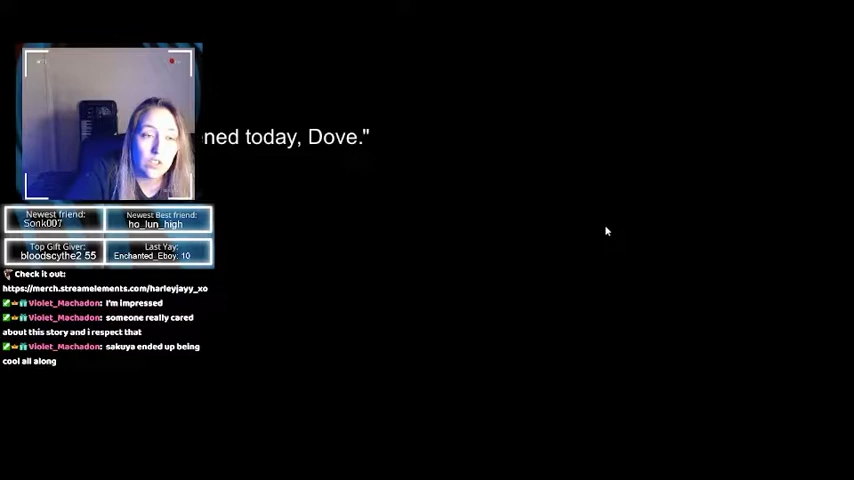 ned today, Dove."
Newest friend:
Sonk007
Newest Best friend:
ho_lun_high
Top Gift Giver:
bloodscythe2 55
Last Yay:
Enchanted_Eboy: 10
Check it out:
https://merch.streamelements.com/harleyjayy_xo
Violet_Machadon: I'm impressed
Violet_Machadon: someone really cared
about this story and i respect that
Violet_Machadon: sakuya ended up being
cool all along